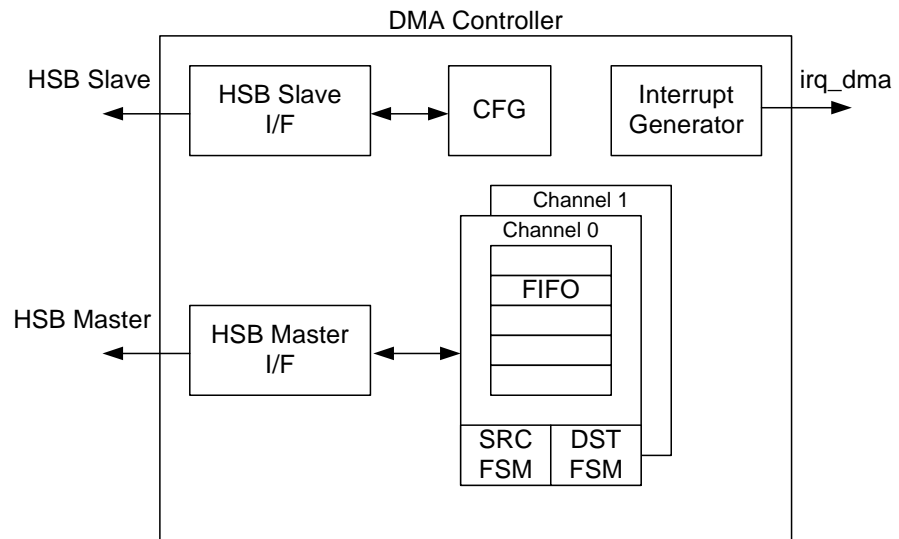 DMA Controller
HSB Slave
HSB Slave
I/F
CFG
Interrupt
Generator
irq_dma
Channel 1
Channel 0
FIFO
HSB Master
HSB Master
I/F
SRC
FSM
DST
FSM